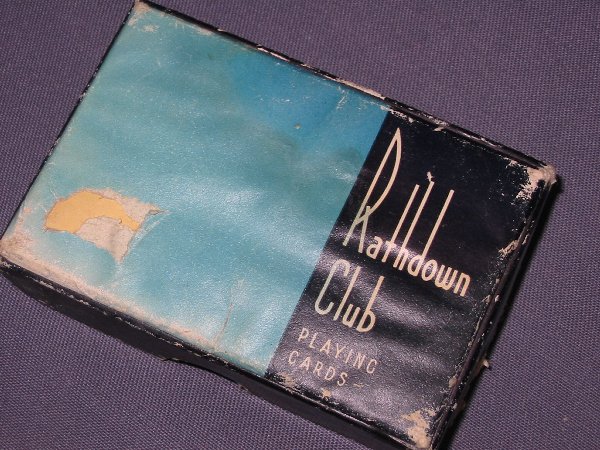 Rathdown
Club
PLAYING
CARDS